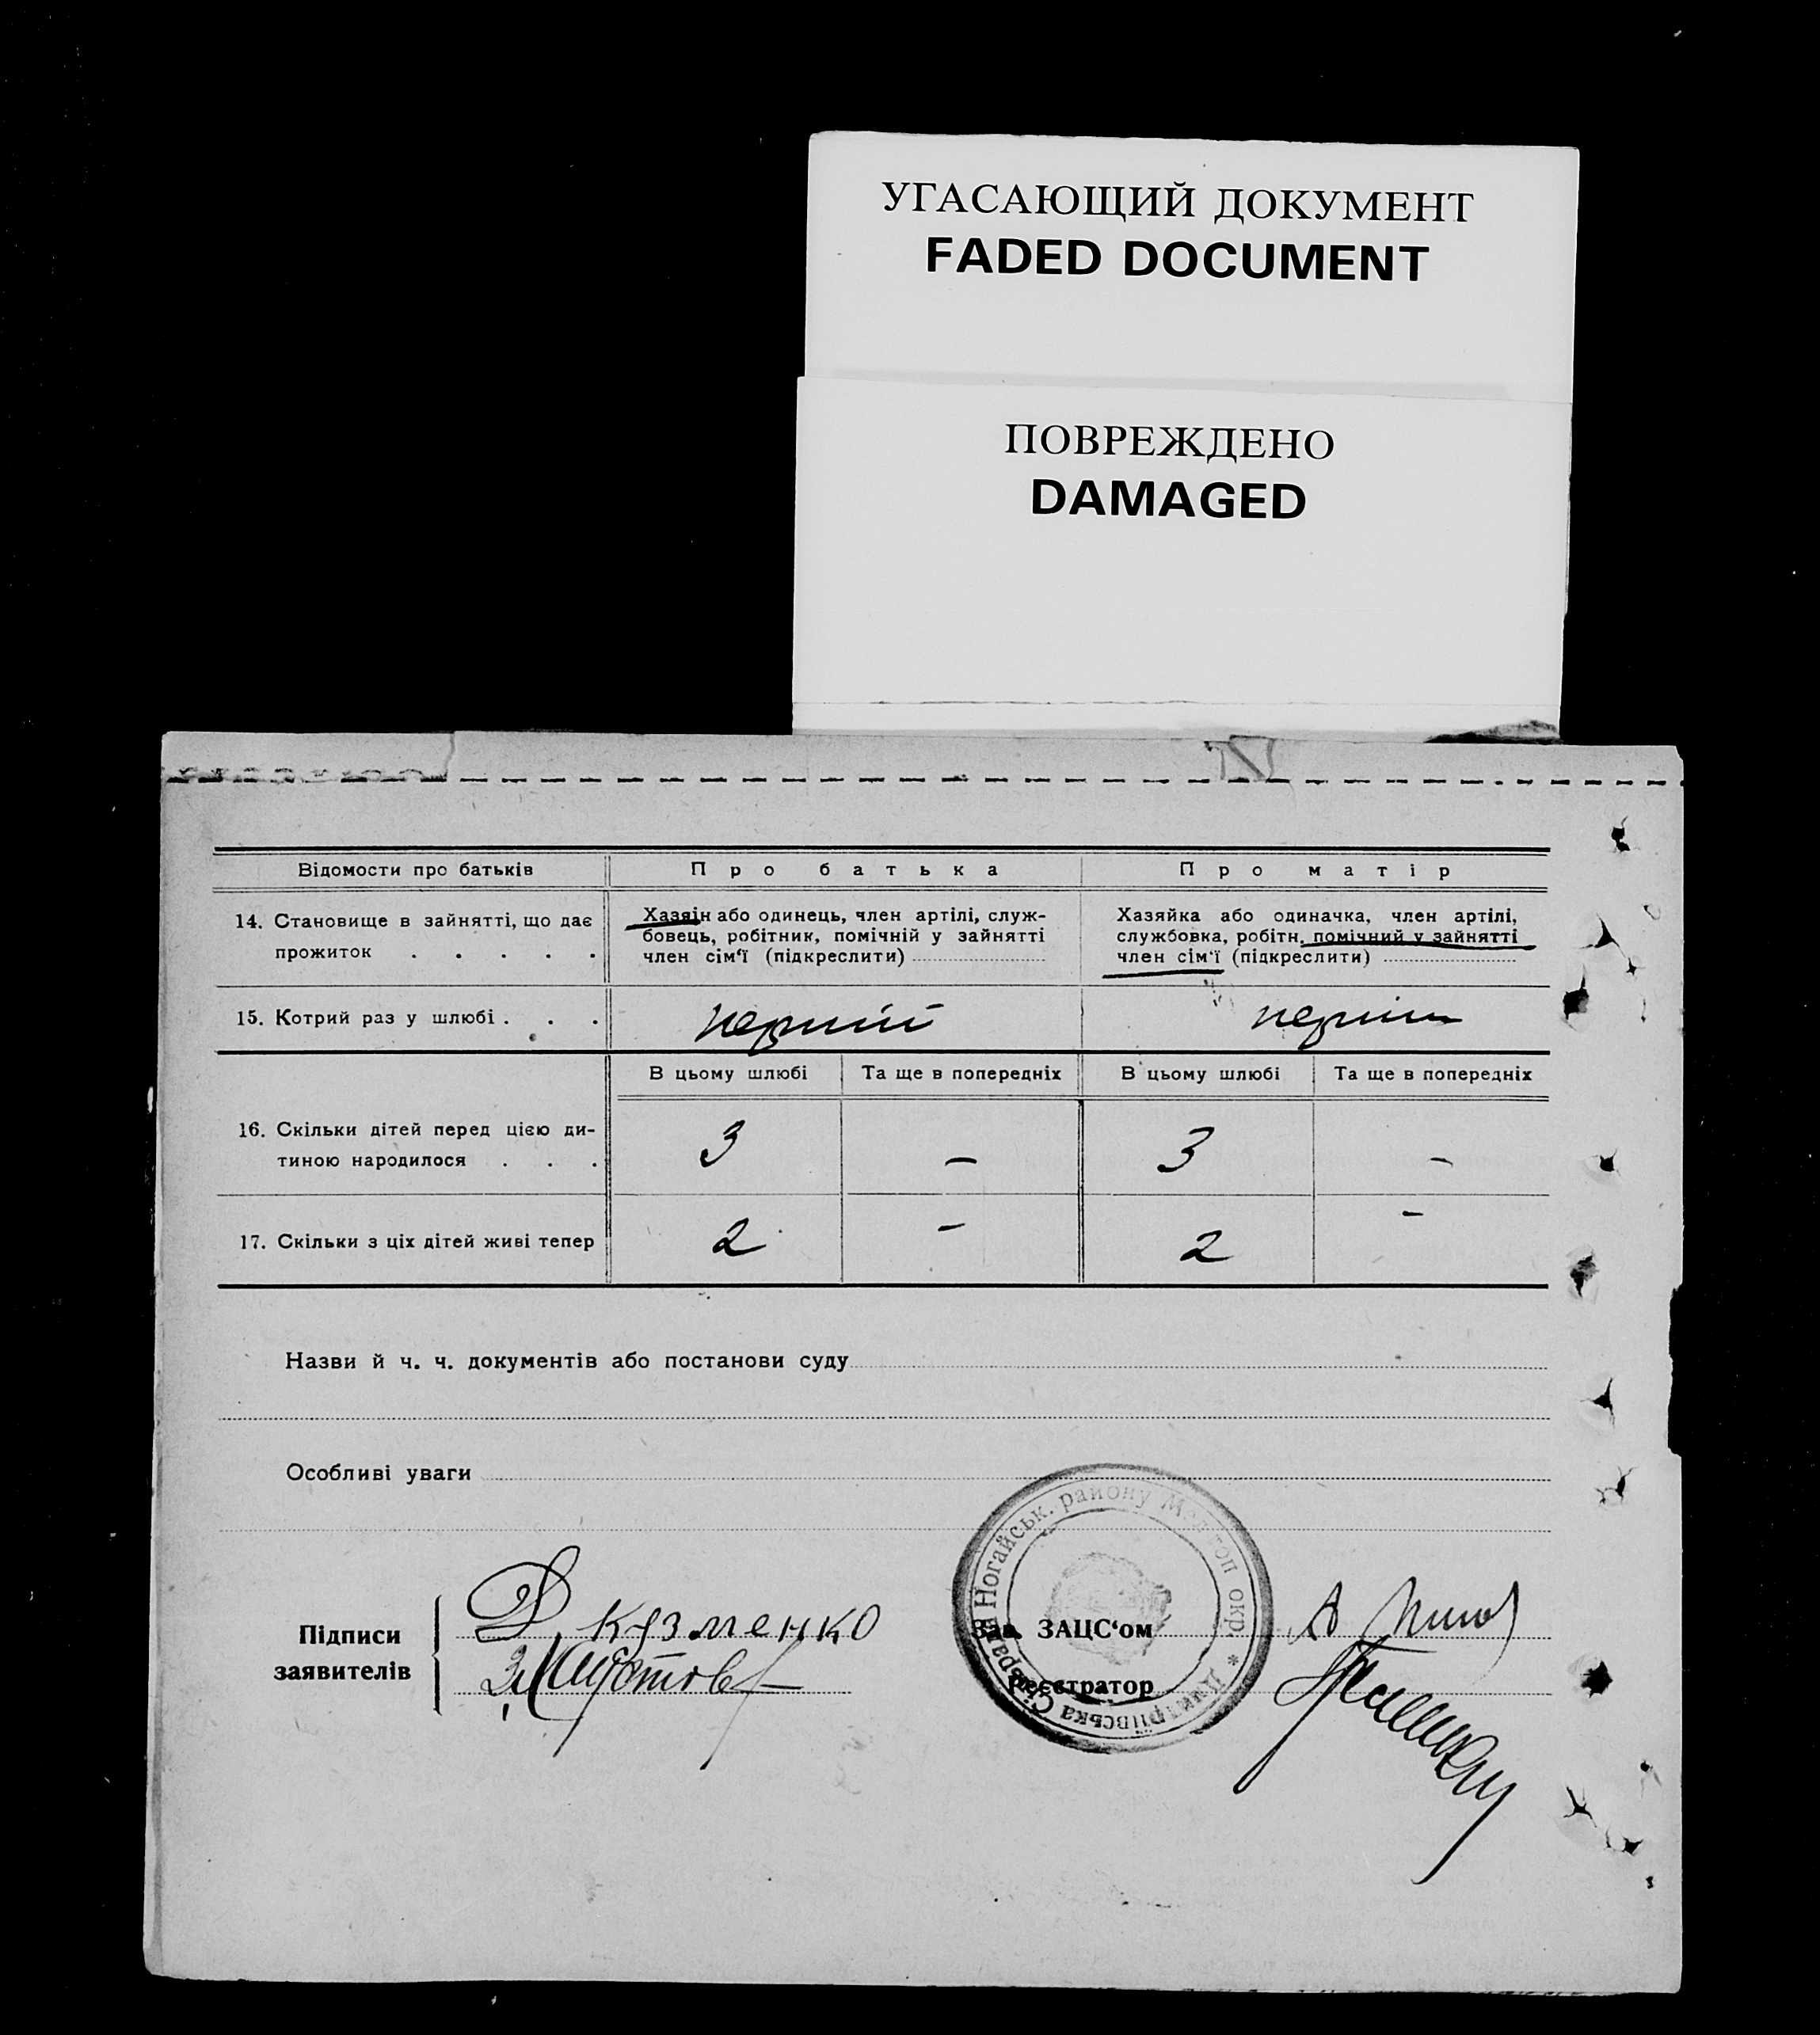 УГАСАЮЩИЙ ДОКУМЕНТ
FADED DOCUMENT
ПОВРЕЖДЕНО
DAMAGED
Відомости про батьків
Про батька
Про матір
14. Становище в зайнятті, що дає
прожиток . . . . .
Хазяїн або одинець, член артілі, служ-
бовець, робітник, помічній у зайнятті
член сім'ї (підкреслити)
Хазяйка або одиначка, член артілі,
службовка, робітн. помічний у зайнятті
член сім'ї (підкреслити)
15. Котрий раз у шлюбі . . .
перший
перший
В цьому шлюбі
Та ще в попередніх
В цьому шлюбі
Та ще в попередніх
16. Скільки дітей перед цією ди-
тиною народилося . . .
3
–
3
–
17. Скільки з ціх дітей живі тепер
2
–
2
–
Назви й ч. ч. документів або постанови суду
Особливі уваги
Підписи
заявителів
Д Кузменко
Шустов
Зав. ЗАЦС'ом
Реєстратор
Дмитріївська Сільрада Ногайськ. району окр *